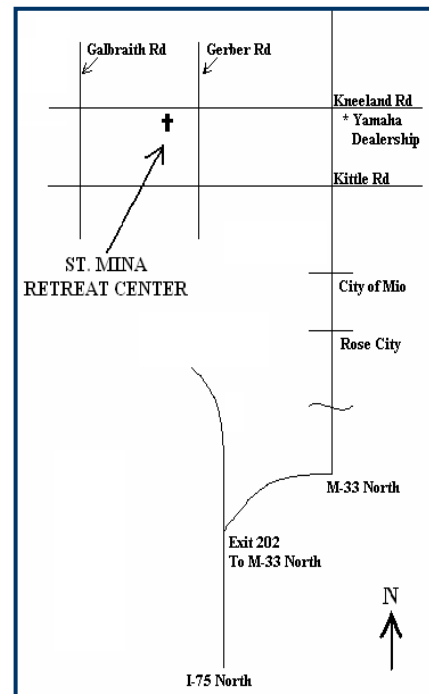 Galbraith Rd
Gerber Rd
Kneeland Rd
* Yamaha
Dealership
Kittle Rd
ST. MINA
RETREAT CENTER
City of Mio
Rose City
M-33 North
Exit 202
To M-33 North
N
I-75 North